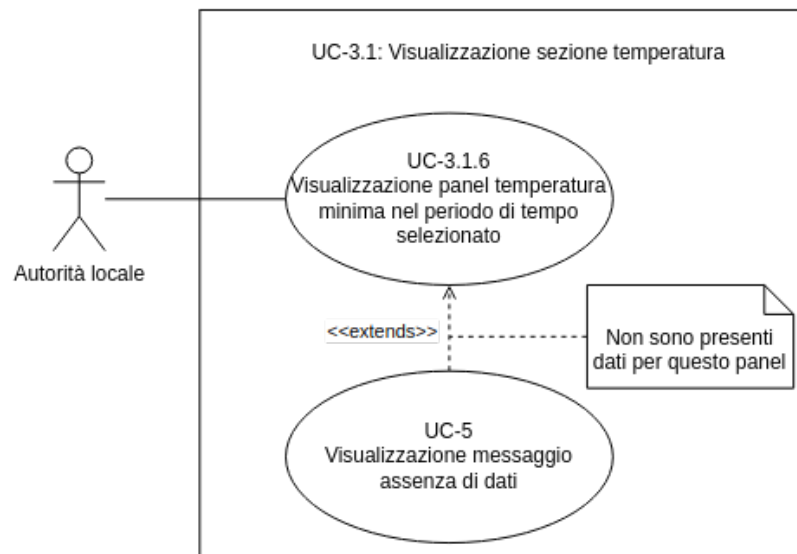 UC-3.1: Visualizzazione sezione temperatura
UC-3.1.6
Visualizzazione panel temperatura
minima nel periodo di tempo
selezionato
Autorità locale
<<extends>>
Non sono presenti
dati per questo panel
UC-5
Visualizzazione messaggio
assenza di dati